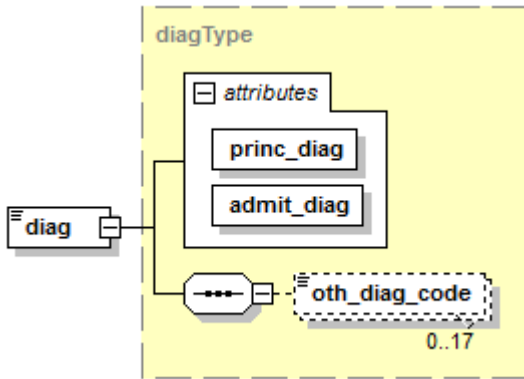 diagType
attributes
princ_diag
admit_diag
diag
oth_diag_code
0..17